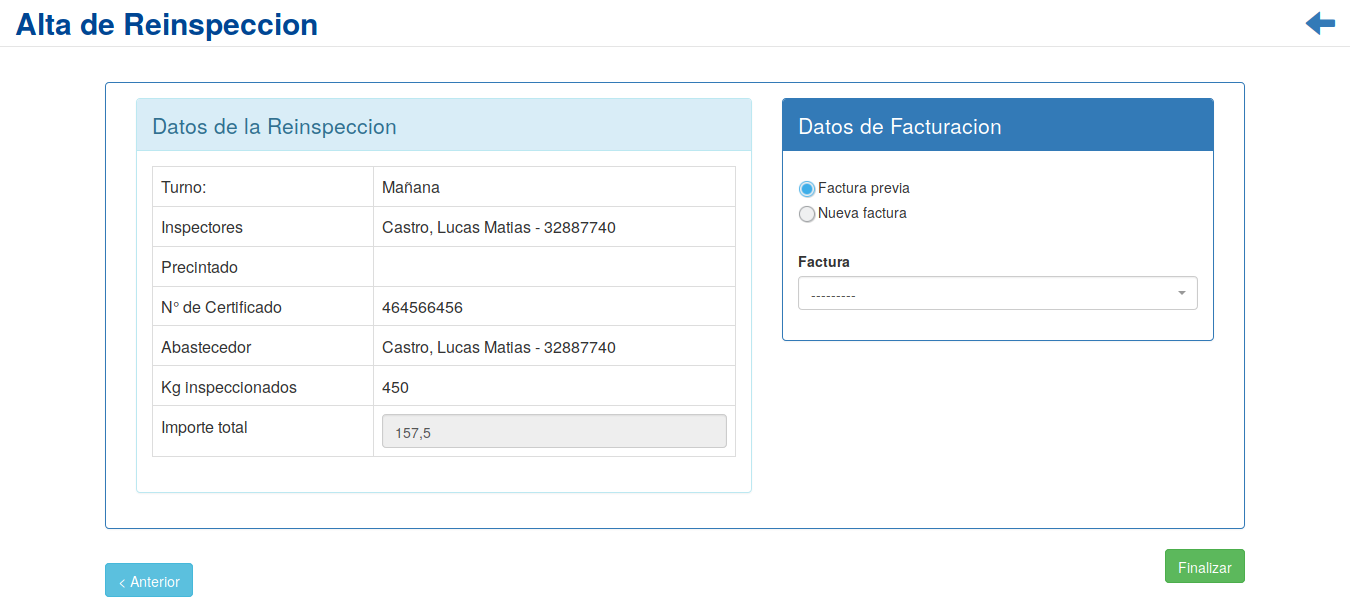 Alta de Reinspeccion
Datos de la Reinspeccion
Turno: Mañana
Inspectores Castro, Lucas Matias - 32887740
Precintado
N° de Certificado 464566456
Abastecedor Castro, Lucas Matias - 32887740
Kg inspeccionados 450
Importe total 157,5
Datos de Facturacion
Factura previa
Nueva factura
Factura
---------
< Anterior
Finalizar